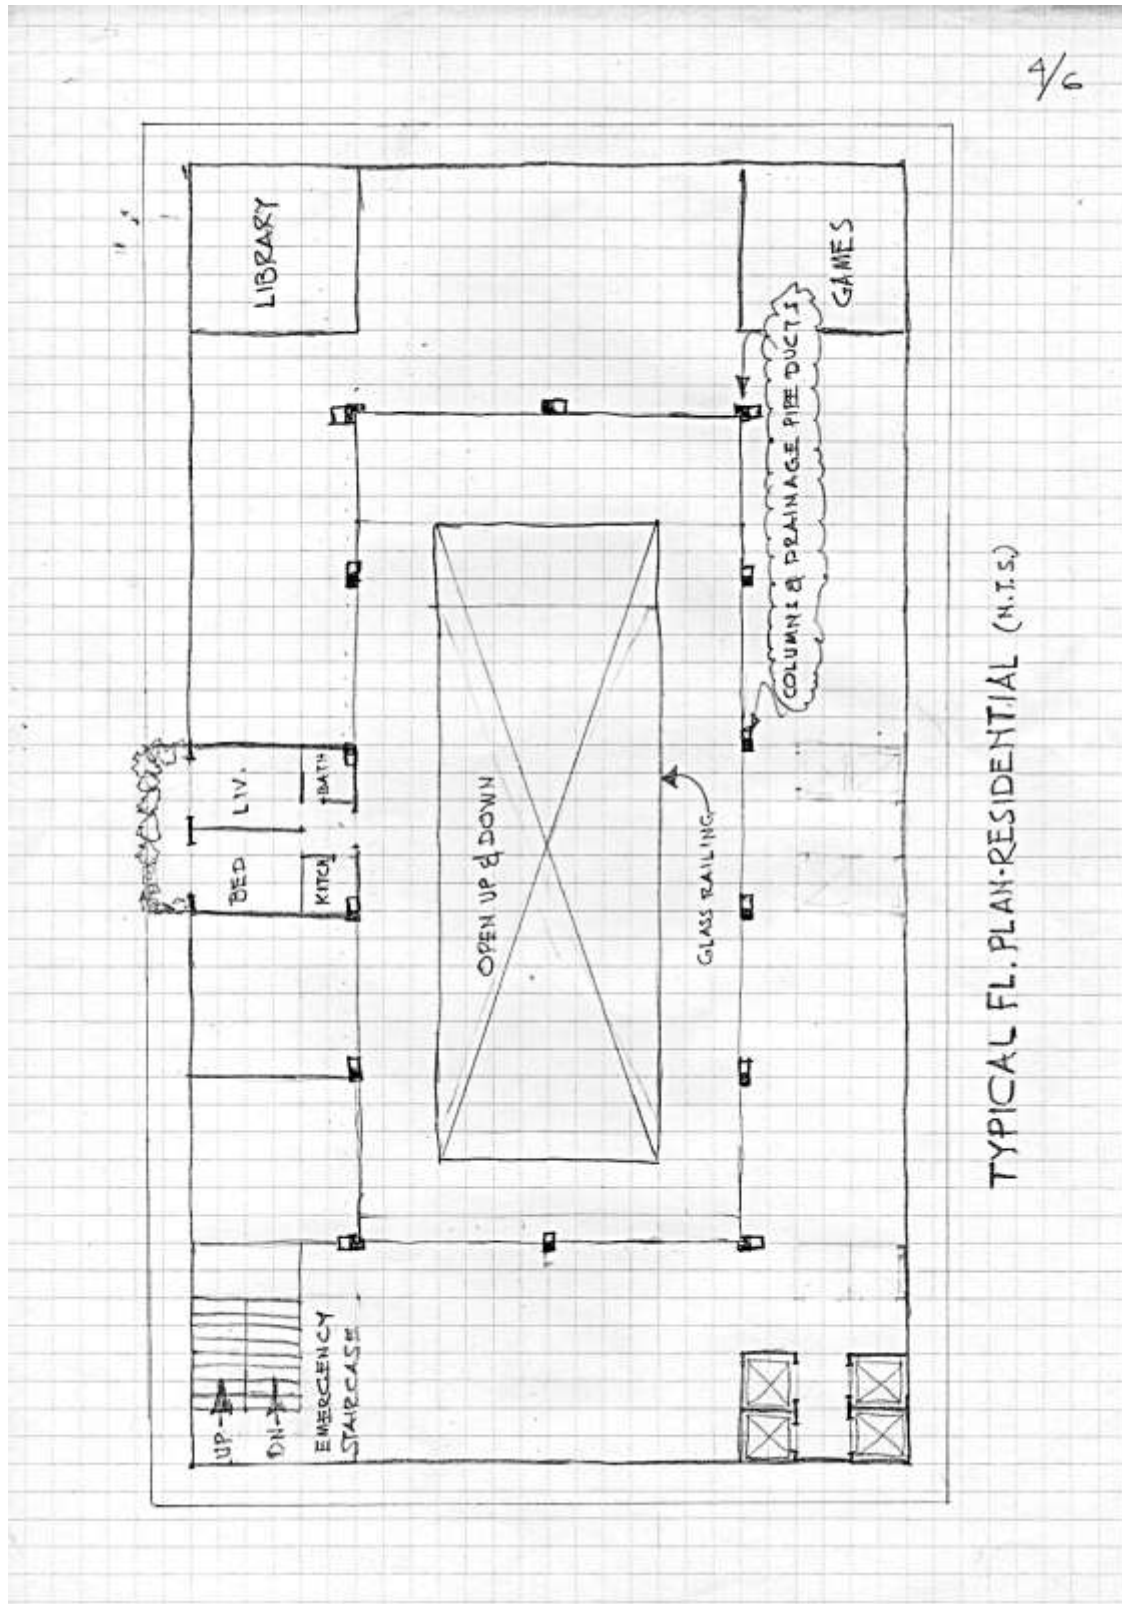 4/6
LIBRARY
GAMES
COLUMNS & DRAINAGE PIPE DUCTS
LIV.
BATH
BED
KITCH
OPEN UP & DOWN
GLASS RAILING
UP
DN
EMERGENCY
STAIRCASE
TYPICAL FL. PLAN-RESIDENTIAL (N.T.S.)